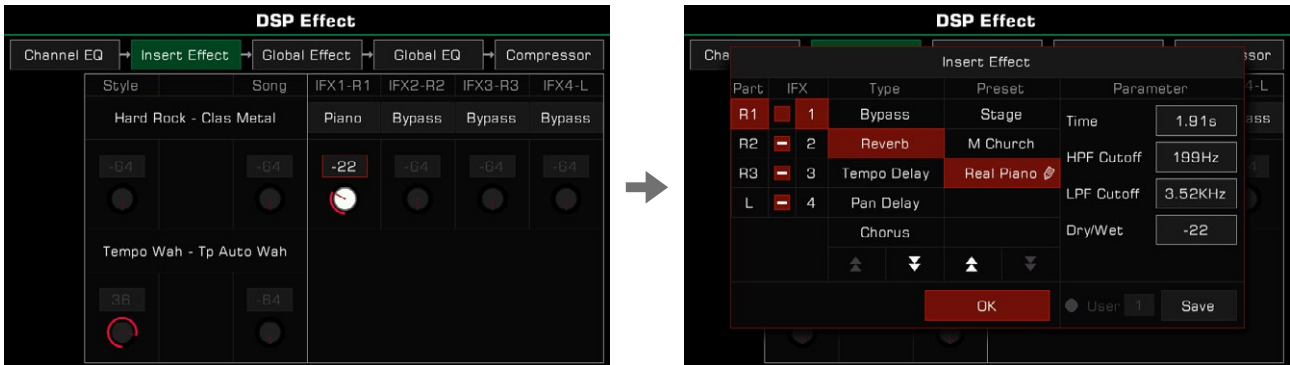 DSP Effect
Channel EQ Insert Effect Global Effect Global EQ Compressor
Style Song IFX1-R1 IFX2-R2 IFX3-R3 IFX4-L
Hard Rock - Clas Metal Piano Bypass Bypass Bypass
-64 -64 -22 -64 -64 -64
Tempo Wah - Tp Auto Wah
36 -64
DSP Effect
Cha ssor
Insert Effect
Part IFX Type Preset Parameter 4-L
R1 1 Bypass Stage Time 1.91s ass
R2 2 Reverb M Church HPF Cutoff 199Hz
R3 3 Tempo Delay Real Piano LPF Cutoff 3.52KHz
L 4 Pan Delay
Chorus Dry/Wet -22
OK User 1 Save